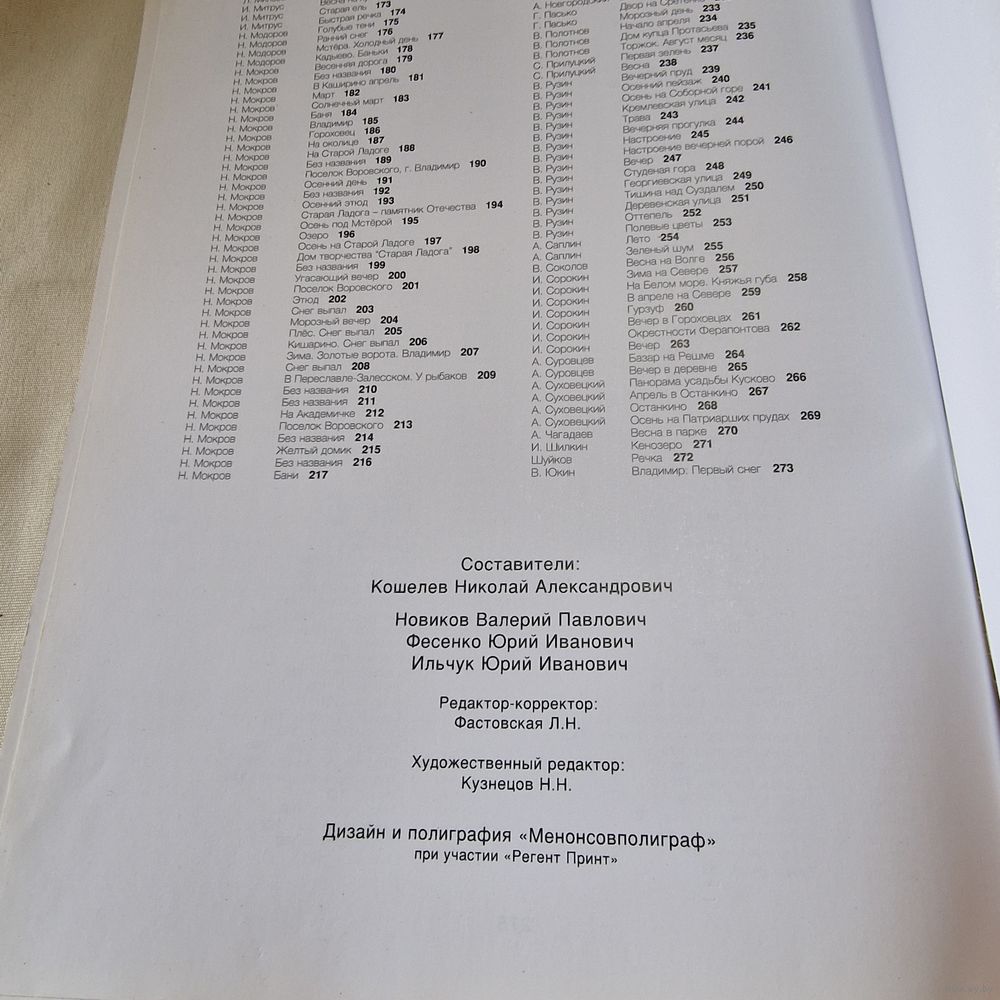 И. Митрус Старая ель 173
И. Митрус Быстрая речка 174
И. Митрус Голубые тени 175
Н. Модоров Ранний снег 176
Н. Модоров Мстёра. Холодный день 177
Н. Модоров Кадыево. Баньки 178
Н. Модоров Весенняя дорога 179
Н. Мокров Без названия 180
Н. Мокров В Каширино апрель 181
Н. Мокров Март 182
Н. Мокров Солнечный март 183
Н. Мокров Баня 184
Н. Мокров Владимир 185
Н. Мокров Гороховец 186
Н. Мокров На околице 187
Н. Мокров На Старой Ладоге 188
Н. Мокров Без названия 189
Н. Мокров Поселок Воровского, г. Владимир 190
Н. Мокров Осенний день 191
Н. Мокров Без названия 192
Н. Мокров Осенний этюд 193
Н. Мокров Старая Ладога – памятник Отечества 194
Н. Мокров Осень под Мстёрой 195
Н. Мокров Озеро 196
Н. Мокров Осень на Старой Ладоге 197
Н. Мокров Дом творчества "Старая Ладога" 198
Н. Мокров Без названия 199
Н. Мокров Угасающий вечер 200
Н. Мокров Поселок Воровского 201
Н. Мокров Этюд 202
Н. Мокров Снег выпал 203
Н. Мокров Морозный вечер 204
Н. Мокров Плёс. Снег выпал 205
Н. Мокров Кишарино. Снег выпал 206
Н. Мокров Зима. Золотые ворота. Владимир 207
Н. Мокров Снег выпал 208
Н. Мокров В Переславле-Залесском. У рыбаков 209
Н. Мокров Без названия 210
Н. Мокров Без названия 211
Н. Мокров На Академичке 212
Н. Мокров Поселок Воровского 213
Н. Мокров Без названия 214
Н. Мокров Желтый домик 215
Н. Мокров Без названия 216
Н. Мокров Бани 217
А. Новгородский Двор на
Г. Пасько Морозный день 233
Г. Пасько Начало апреля 234
В. Полотнов Дом купца Протасьева 235
В. Полотнов Торжок. Август месяц 236
В. Полотнов Первая зелень 237
С. Прилуцкий Весна 238
С. Прилуцкий Вечерний пруд 239
В. Рузин Осенний пейзаж 240
В. Рузин Осень на Соборной горе 241
В. Рузин Кремлевская улица 242
В. Рузин Трава 243
В. Рузин Вечерняя прогулка 244
В. Рузин Настроение 245
В. Рузин Настроение вечерней порой 246
В. Рузин Вечер 247
В. Рузин Студеная гора 248
В. Рузин Георгиевская улица 249
В. Рузин Тишина над Суздалем 250
В. Рузин Деревенская улица 251
В. Рузин Оттепель 252
В. Рузин Полевые цветы 253
А. Саплин Лето 254
А. Саплин Зеленый шум 255
В. Соколов Весна на Волге 256
И. Сорокин Зима на Севере 257
И. Сорокин На Белом море. Княжья губа 258
И. Сорокин В апреле на Севере 259
И. Сорокин Гурзуф 260
И. Сорокин Вечер в Гороховцах 261
И. Сорокин Окрестности Ферапонтова 262
И. Сорокин Вечер 263
А. Суровцев Базар на Решме 264
А. Суровцев Вечер в деревне 265
А. Суховецкий Панорама усадьбы Кусково 266
А. Суховецкий Апрель в Останкино 267
А. Суховецкий Останкино 268
А. Суховецкий Осень на Патриарших прудах 269
А. Чагадаев Весна в парке 270
И. Шилкин Кенозеро 271
Шуйков Речка 272
В. Юкин Владимир. Первый снег 273
Составители:
Кошелев Николай Александрович
Новиков Валерий Павлович
Фесенко Юрий Иванович
Ильчук Юрий Иванович
Редактор-корректор:
Фастовская Л.Н.
Художественный редактор:
Кузнецов Н.Н.
Дизайн и полиграфия «Менонсовполиграф»
при участии «Регент Принт»